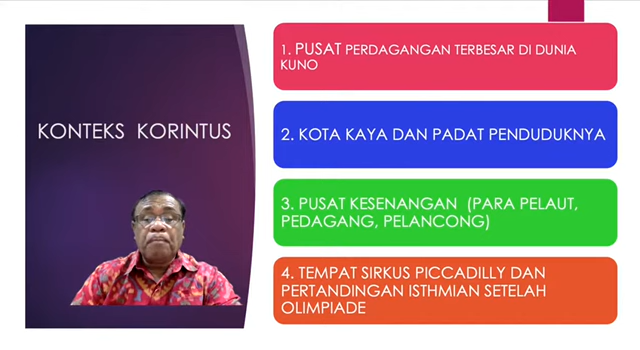 KONTEKS KORINTUS
1. PUSAT PERDAGANGAN TERBESAR DI DUNIA
KUNO
2. KOTA KAYA DAN PADAT PENDUDUKNYA
3. PUSAT KESENANGAN (PARA PELAUT,
PEDAGANG, PELANCONG)
4. TEMPAT SIRKUS PICCADILLY DAN
PERTANDINGAN ISTHMIAN SETELAH
OLIMPIADE